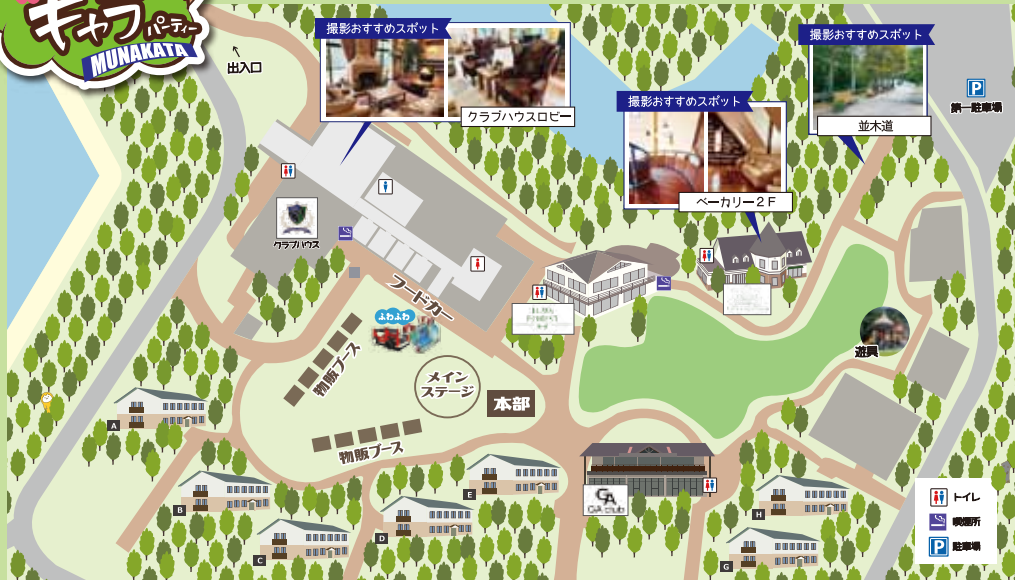 キャフ
パーティー
MUNAKATA
出入口
撮影おすすめスポット
クラブハウスロビー
撮影おすすめスポット
ベーカリー2F
撮影おすすめスポット
並木道
P
第一駐車場
クラブハウス
フードカー
ふわふわ
物販ブース
メイン
ステージ
本部
物販ブース
遊具
A
B
C
D
E
GA
GA club
H
G
トイレ
喫煙所
P
駐車場